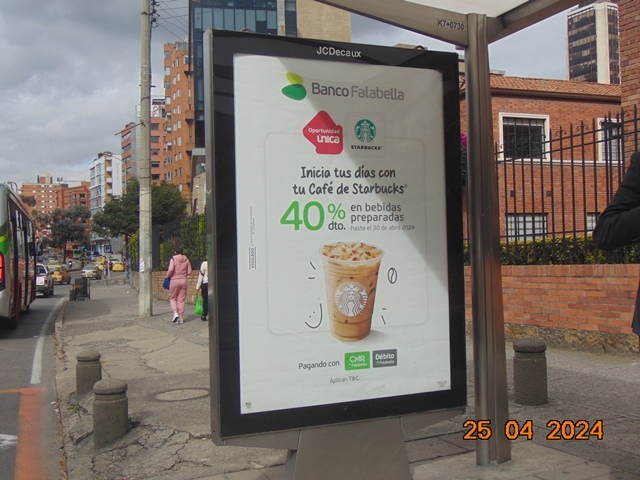 K7+0730
JCDecaux
Banco Falabella
Oportunidad
única
STARBUCKS
Inicia tus días con
tu Café de Starbucks®
40% dto.
en bebidas
preparadas
hasta el 30 de abril 2024
Pagando con
CMR
Débito
Aplican T&C.
25 04 2024